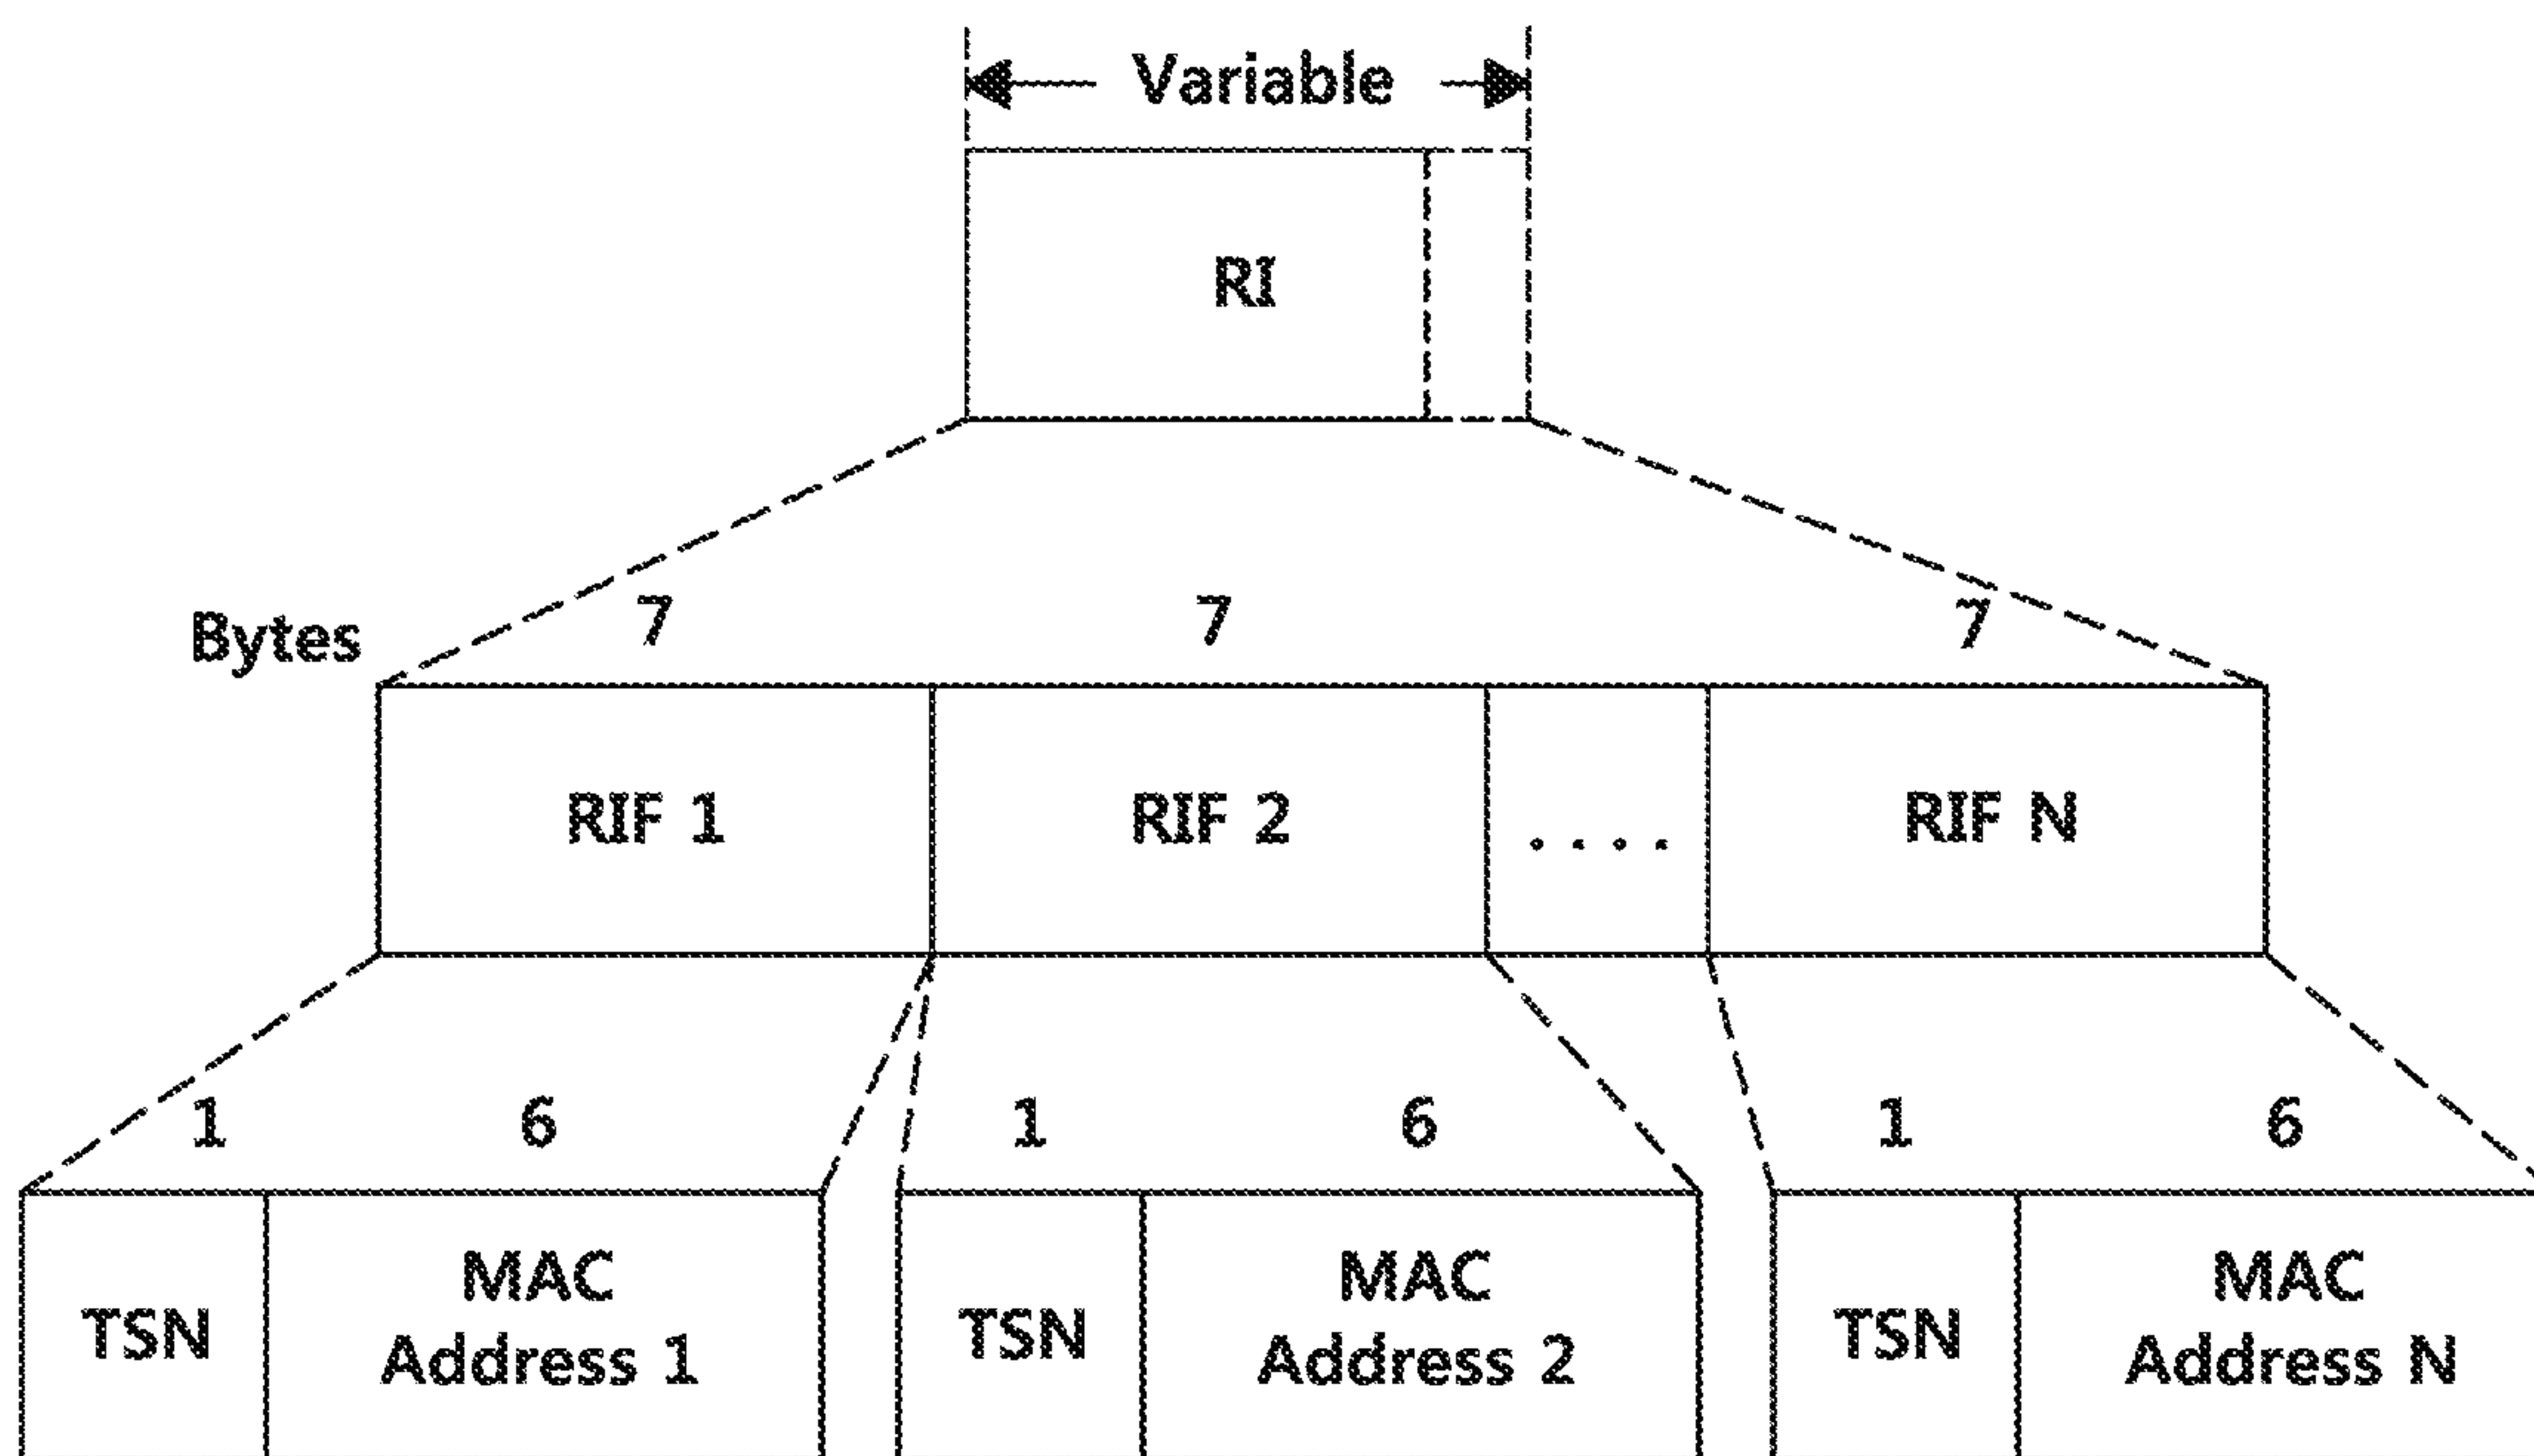 Variable
RI
Bytes 7 7 7
RIF 1 RIF 2 .... RIF N
1 6 1 6 1 6
TSN MAC Address 1 TSN MAC Address 2 TSN MAC Address N